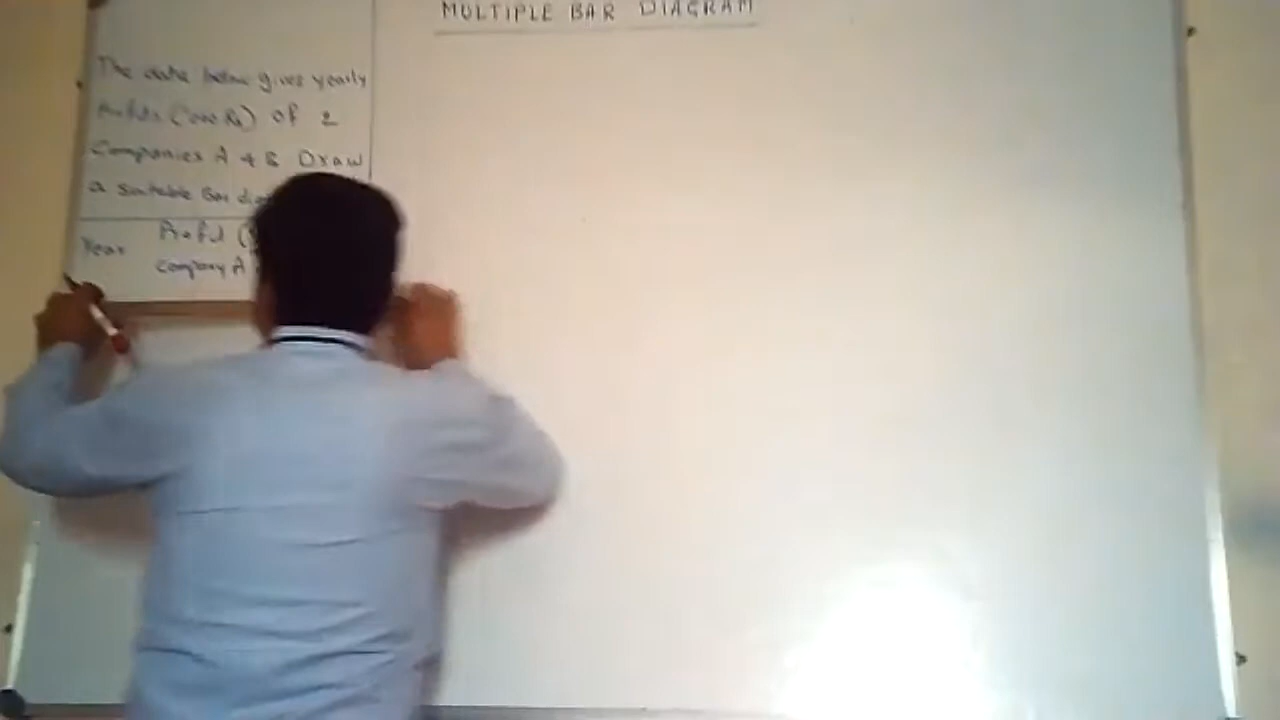 MULTIPLE BAR DIAGRAM
The data below gives yearly
Profits ('000 Rs) of 2
Companies A & B Draw
a suitable Bar
Year Profit (
Company A